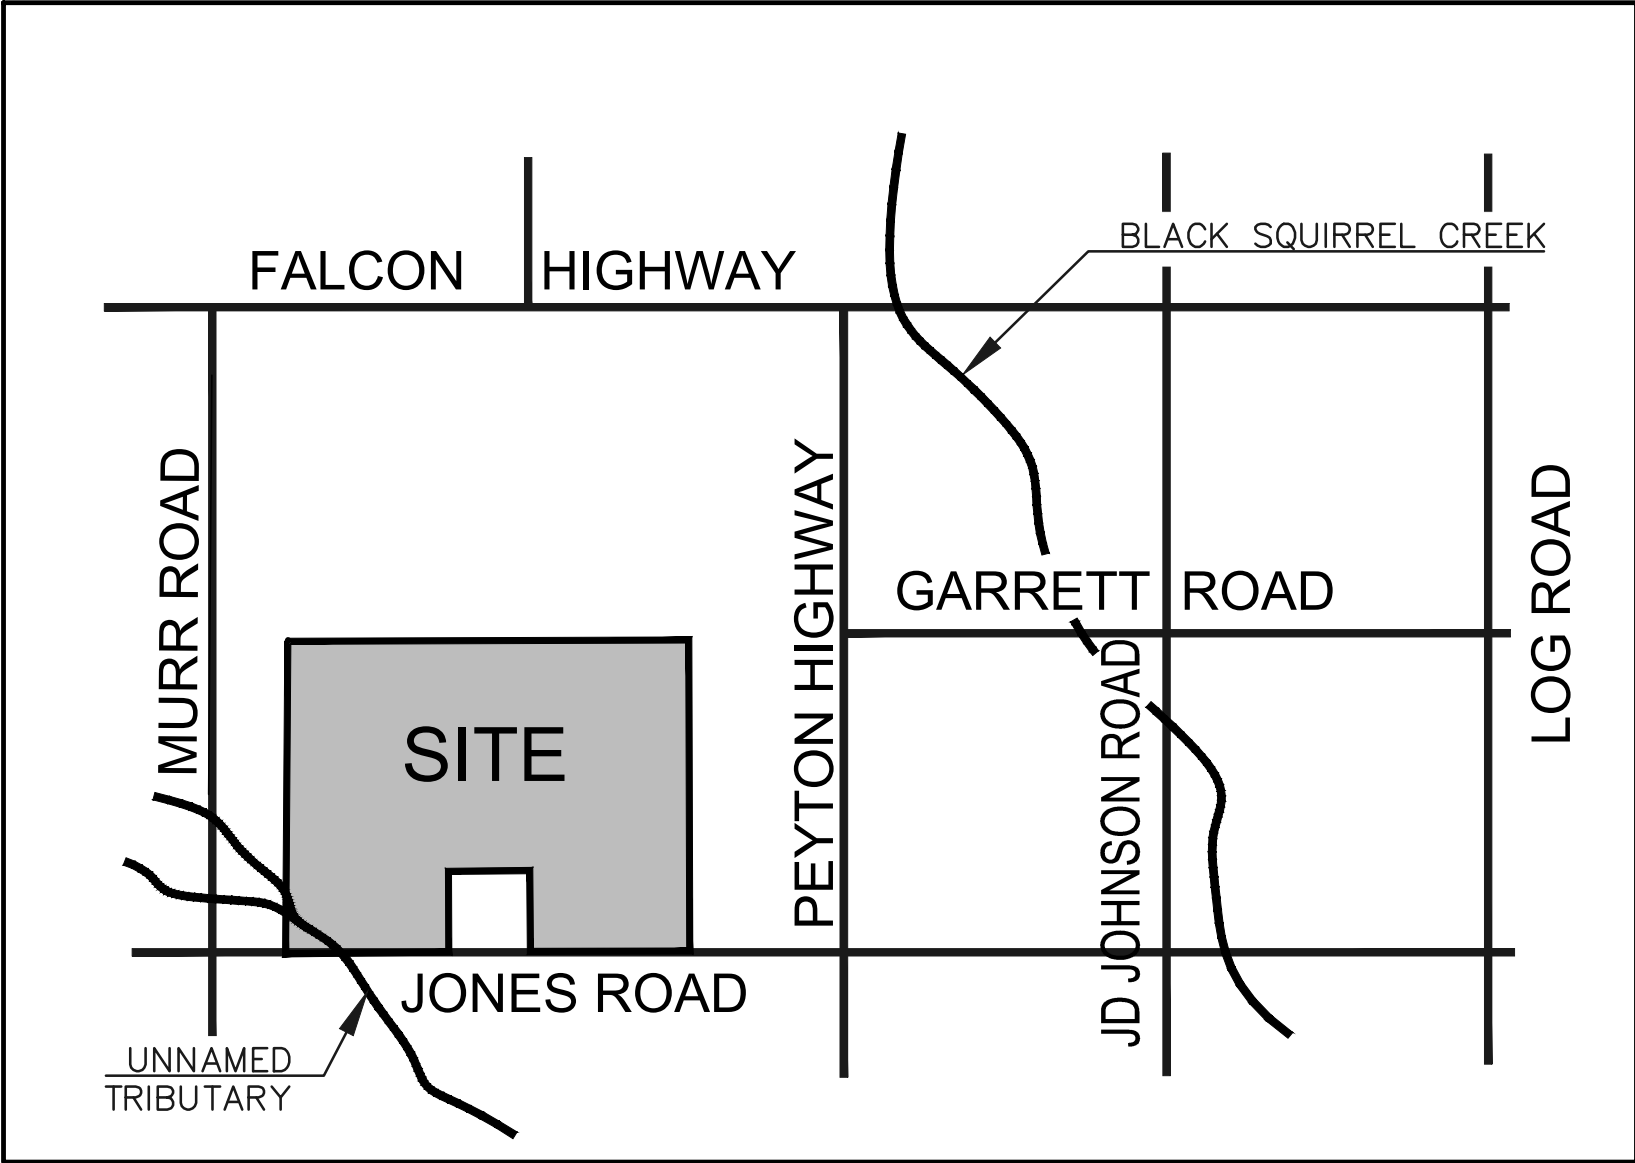 BLACK SQUIRREL CREEK
FALCON HIGHWAY
MURR ROAD
PEYTON HIGHWAY
GARRETT ROAD
LOG ROAD
JD JOHNSON ROAD
SITE
JONES ROAD
UNNAMED
TRIBUTARY